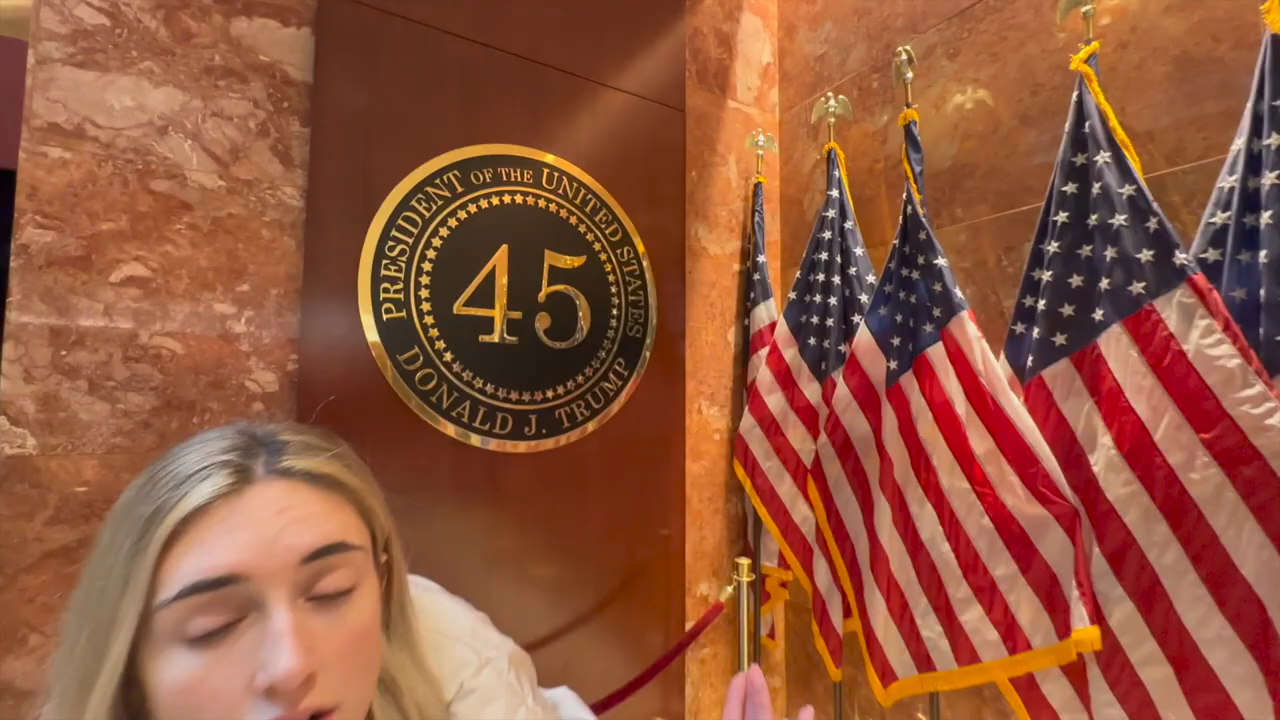 PRESIDENT OF THE UNITED STATES
45
DONALD J. TRUMP